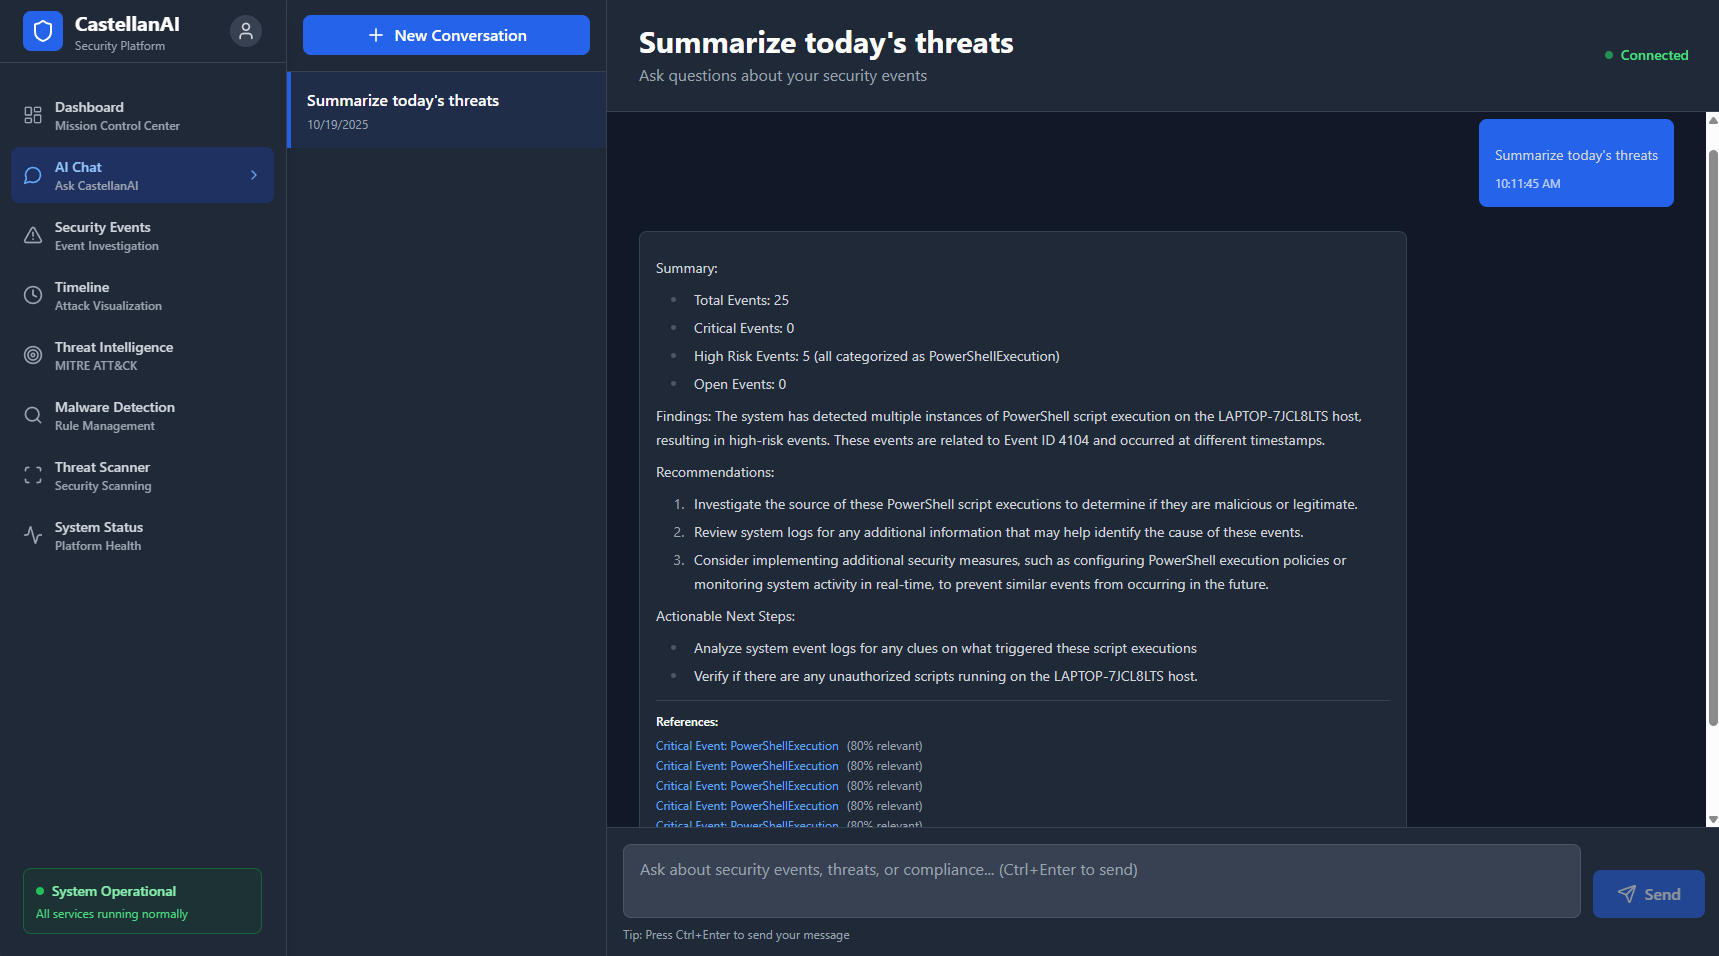 CastellanAI
Security Platform
Dashboard
Mission Control Center
AI Chat
Ask CastellanAI
Security Events
Event Investigation
Timeline
Attack Visualization
Threat Intelligence
MITRE ATT&CK
Malware Detection
Rule Management
Threat Scanner
Security Scanning
System Status
Platform Health
System Operational
All services running normally
New Conversation
Summarize today's threats
10/19/2025
Summarize today's threats
Ask questions about your security events
Connected
Summarize today's threats
10:11:45 AM
Summary:
Total Events: 25
Critical Events: 0
High Risk Events: 5 (all categorized as PowerShellExecution)
Open Events: 0
Findings: The system has detected multiple instances of PowerShell script execution on the LAPTOP-7JCL8LTS host,
resulting in high-risk events. These events are related to Event ID 4104 and occurred at different timestamps.
Recommendations:
1. Investigate the source of these PowerShell script executions to determine if they are malicious or legitimate.
2. Review system logs for any additional information that may help identify the cause of these events.
3. Consider implementing additional security measures, such as configuring PowerShell execution policies or
monitoring system activity in real-time, to prevent similar events from occurring in the future.
Actionable Next Steps:
Analyze system event logs for any clues on what triggered these script executions
Verify if there are any unauthorized scripts running on the LAPTOP-7JCL8LTS host.
References:
Critical Event: PowerShellExecution (80% relevant)
Critical Event: PowerShellExecution (80% relevant)
Critical Event: PowerShellExecution (80% relevant)
Critical Event: PowerShellExecution (80% relevant)
Critical Event: PowerShellExecution (80% relevant)
Ask about security events, threats, or compliance... (Ctrl+Enter to send)
Send
Tip: Press Ctrl+Enter to send your message